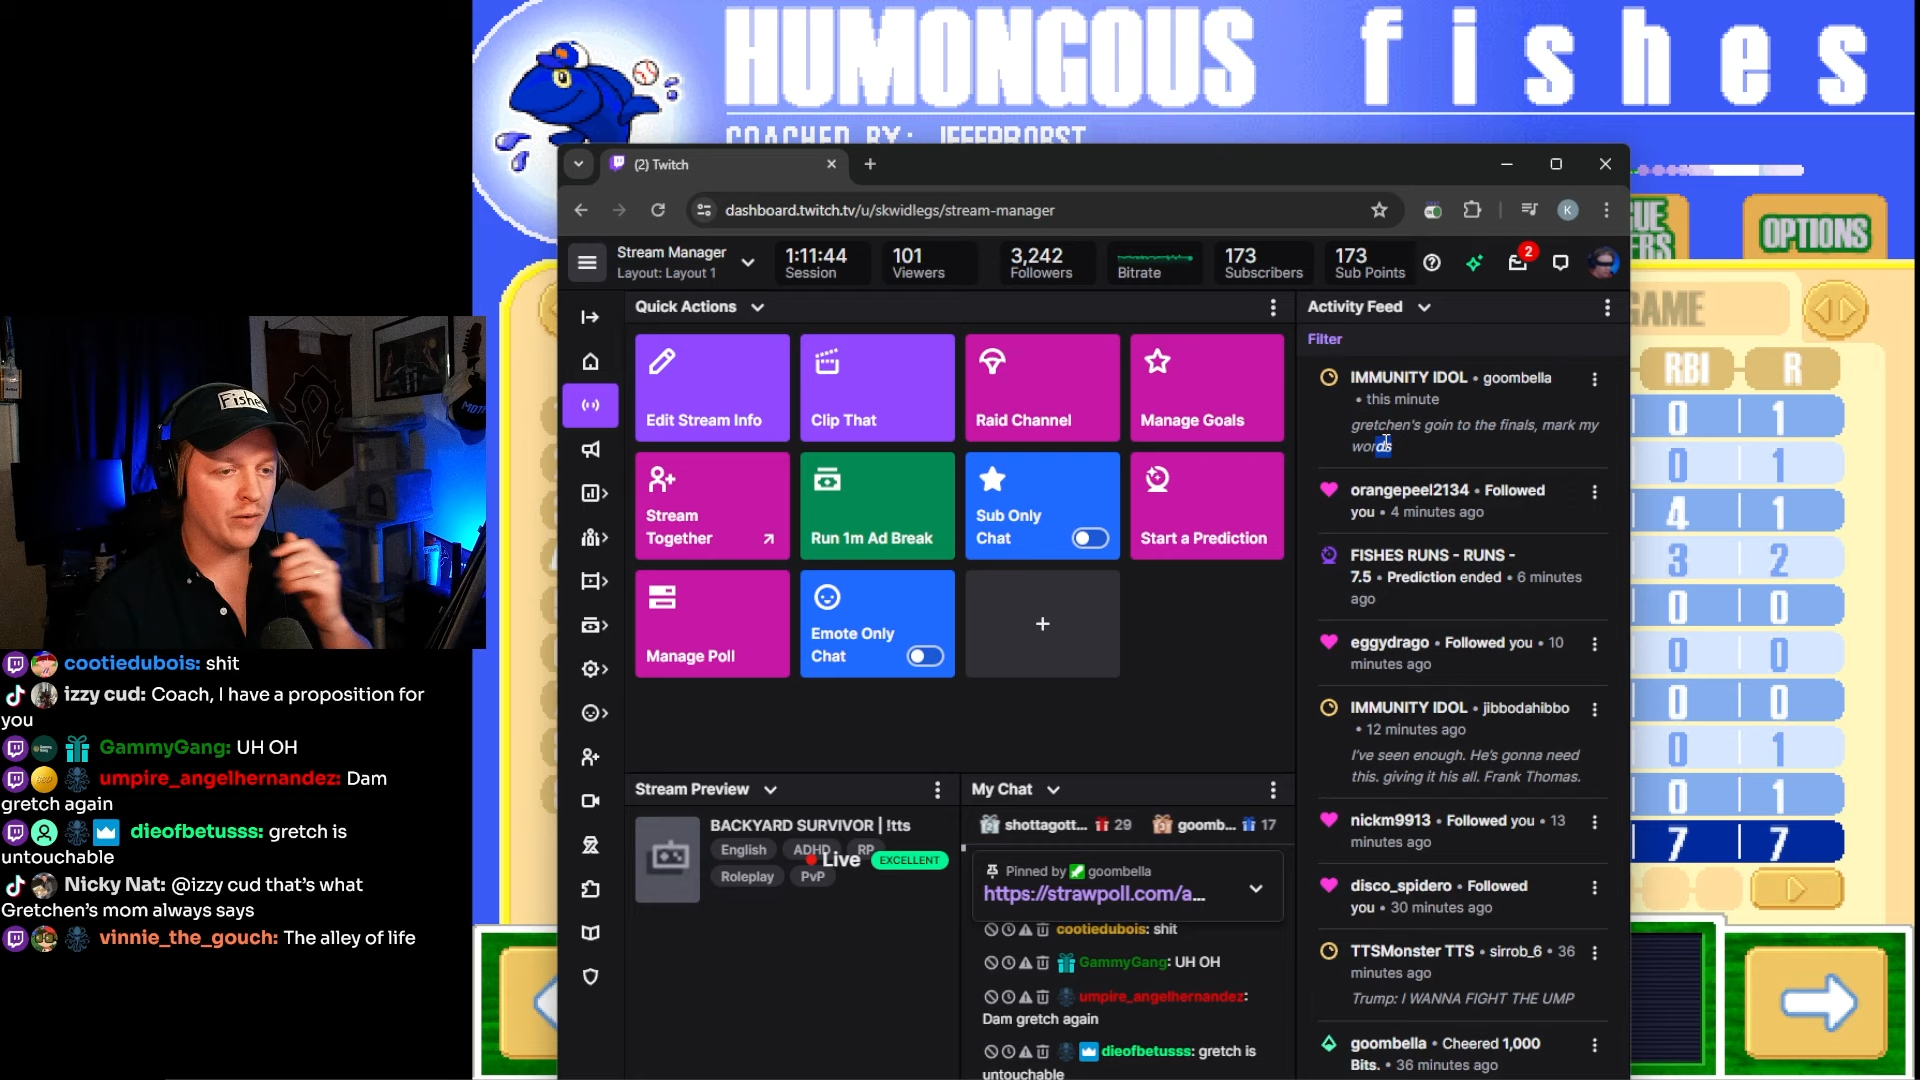 HUMONGOUS fishes
COACHED BY: JEFFPROBST
OPTIONS
GAME
RBI R
0 1
0 1
4 1
3 2
0 0
0 0
0 0
0 1
0 1
7 7
(2) Twitch
dashboard.twitch.tv/u/skwidlegs/stream-manager
K
Stream Manager
Layout: Layout 1
1:11:44
Session
101
Viewers
3,242
Followers
Bitrate
173
Subscribers
173
Sub Points
2
Quick Actions
Edit Stream Info
Clip That
Raid Channel
Manage Goals
Stream
Together
Run 1m Ad Break
Sub Only
Chat
Start a Prediction
Manage Poll
Emote Only
Chat
Activity Feed
Filter
IMMUNITY IDOL • goombella
• this minute
gretchen's goin to the finals, mark my
words
orangepeel2134 • Followed
you • 4 minutes ago
FISHES RUNS - RUNS -
7.5 • Prediction ended • 6 minutes
ago
eggydrago • Followed you • 10
minutes ago
IMMUNITY IDOL • jibbodahibbo
• 12 minutes ago
I've seen enough. He's gonna need
this. giving it his all. Frank Thomas.
nickm9913 • Followed you • 13
minutes ago
disco_spidero • Followed
you • 30 minutes ago
TTSMonster TTS • sirrob_6 • 36
minutes ago
Trump: I WANNA FIGHT THE UMP
goombella • Cheered 1,000
Bits. • 36 minutes ago
Stream Preview
BACKYARD SURVIVOR | !tts
English ADHD RP
Live EXCELLENT
Roleplay PvP
My Chat
shottagott... 29 goomb... 17
Pinned by goombella
https://strawpoll.com/a...
cootiedubois: shit
GammyGang: UH OH
umpire_angelhernandez:
Dam gretch again
dieofbetusss: gretch is
untouchable
Fishe
cootiedubois: shit
izzy cud: Coach, I have a proposition for
you
GammyGang: UH OH
umpire_angelhernandez: Dam
gretch again
dieofbetusss: gretch is
untouchable
Nicky Nat: @izzy cud that's what
Gretchen's mom always says
vinnie_the_gouch: The alley of life